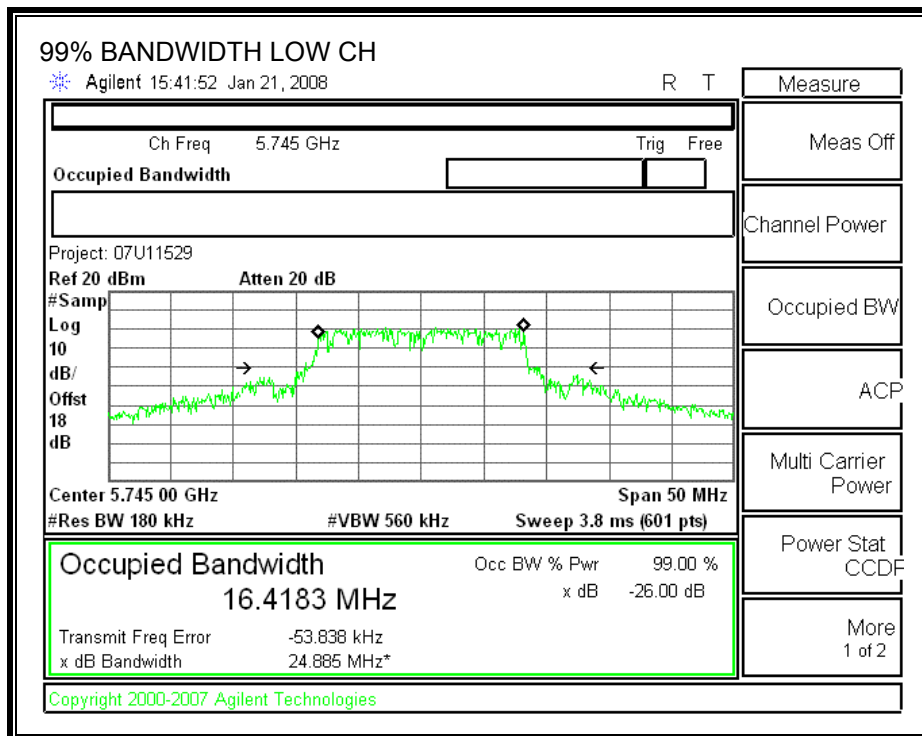 99% BANDWIDTH LOW CH
Agilent 15:41:52 Jan 21, 2008 R T
Measure
Ch Freq 5.745 GHz Trig Free
Meas Off
Occupied Bandwidth
Channel Power
Project: 07U11529
Ref 20 dBm Atten 20 dB
#Samp
Log
10
dB/
Offst
18
dB
Occupied BW
ACP
Center 5.745 00 GHz Span 50 MHz
#Res BW 180 kHz #VBW 560 kHz Sweep 3.8 ms (601 pts)
Multi Carrier
Power
Occupied Bandwidth
16.4183 MHz
Occ BW % Pwr 99.00 %
x dB -26.00 dB
Transmit Freq Error -53.838 kHz
x dB Bandwidth 24.885 MHz*
Power Stat
CCDF
More
1 of 2
Copyright 2000-2007 Agilent Technologies